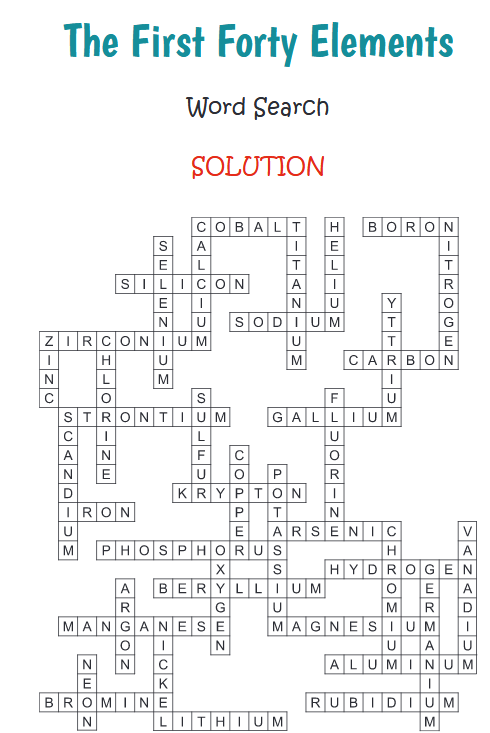 The First Forty Elements
Word Search
SOLUTION
COBALT
CALCIUM
TITANIUM
HELIUM
BORON
NITROGEN
SELENIUM
SILICON
YTTRIUM
SODIUM
ZIRCONIUM
ZINC
CHLORINE
CARBON
SULFUR
FLUORINE
STRONTIUM
SCANDIUM
GALLIUM
COPPER
POTASSIUM
KRYPTON
IRON
ARSENIC
CHROMIUM
VANADIUM
PHOSPHORUS
OXYGEN
HYDROGEN
GERMANIUM
ARGON
BERYLLIUM
MANGANESE
NICKEL
MAGNESIUM
NEON
ALUMINUM
BROMINE
RUBIDIUM
LITHIUM